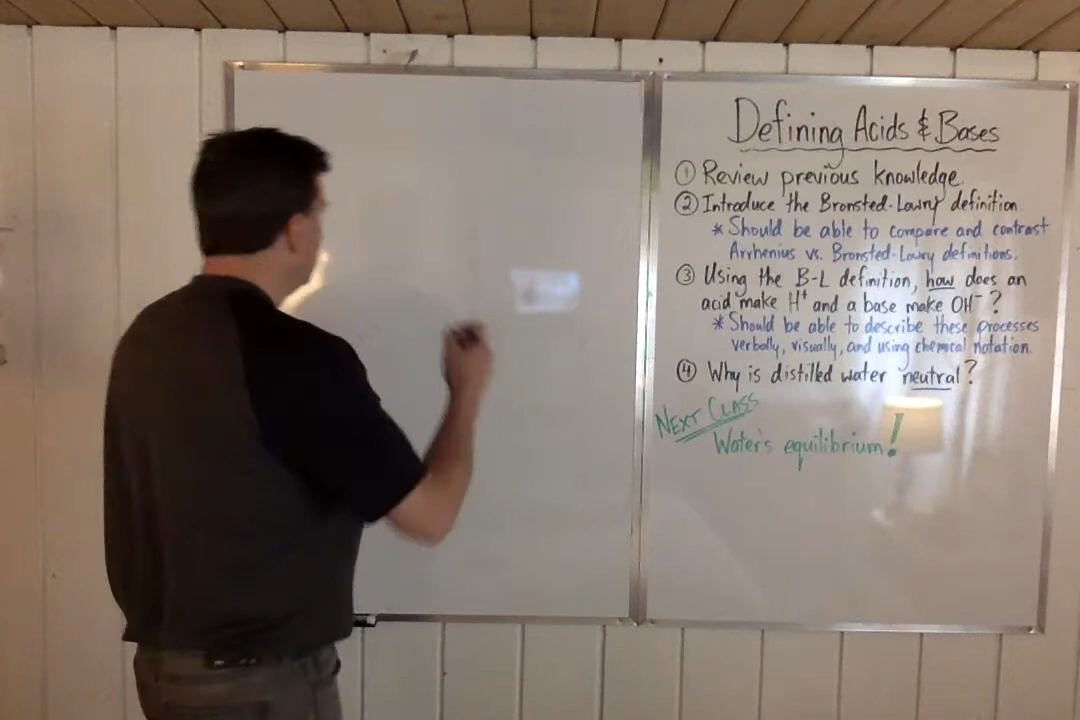 Defining Acids & Bases
① Review previous knowledge.
② Introduce the Bronsted-Lowry definition
* Should be able to compare and contrast
Arrhenius vs. Bronsted-Lowry definitions.
③ Using the B-L definition, how does an
acid make H⁺ and a base make OH⁻?
* Should be able to describe these processes
verbally, visually, and using chemical notation.
④ Why is distilled water neutral?
NEXT CLASS
Water's equilibrium!